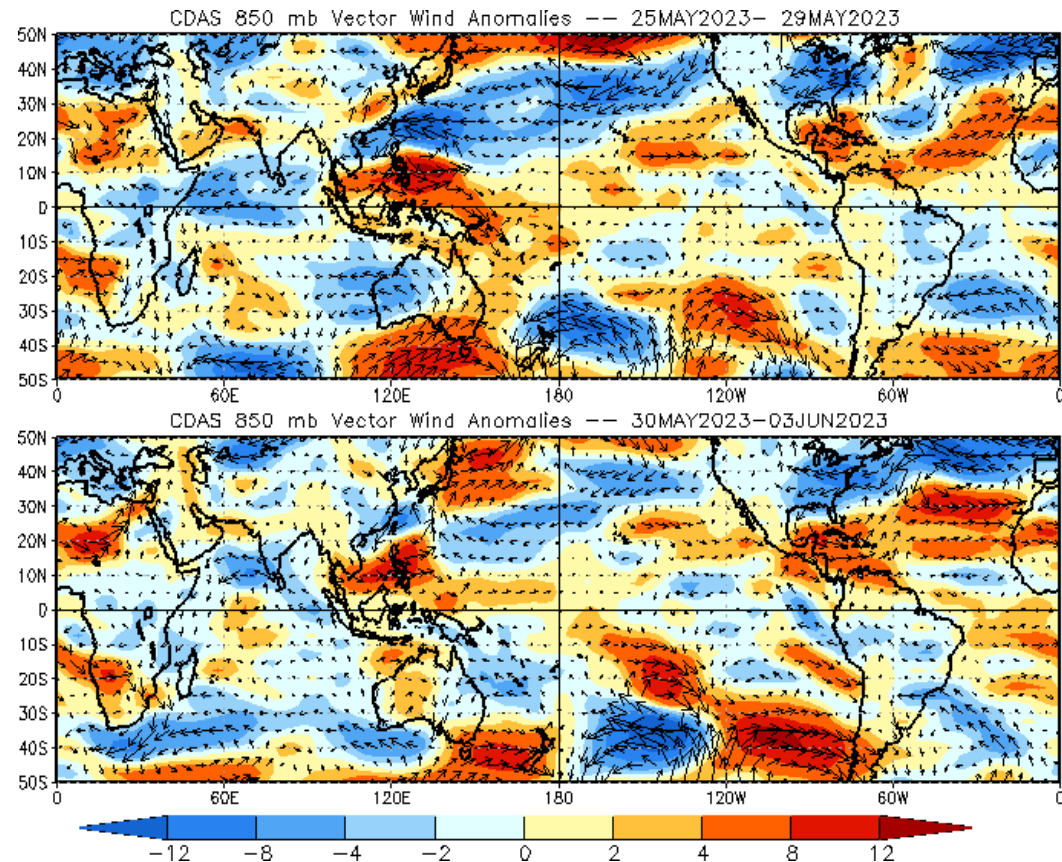 CDAS 850 mb Vector Wind Anomalies -- 25MAY2023- 29MAY2023
50N
40N
30N
20N
10N
0
10S
20S
30S
40S
50S
0 60E 120E 180 120W 60W 0
CDAS 850 mb Vector Wind Anomalies -- 30MAY2023-03JUN2023
50N
40N
30N
20N
10N
0
10S
20S
30S
40S
50S
0 60E 120E 180 120W 60W 0
-12 -8 -4 -2 0 2 4 8 12